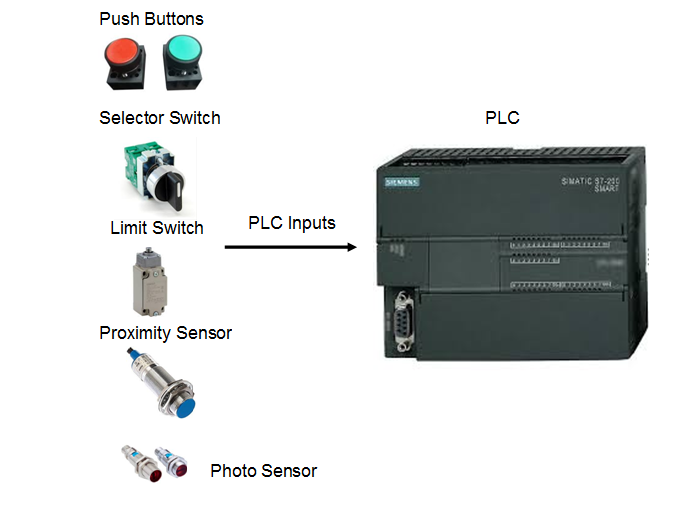 Push Buttons
Selector Switch
PLC
SIEMENS
SIMATIC S7-200
SMART
Limit Switch
PLC Inputs
Proximity Sensor
Photo Sensor